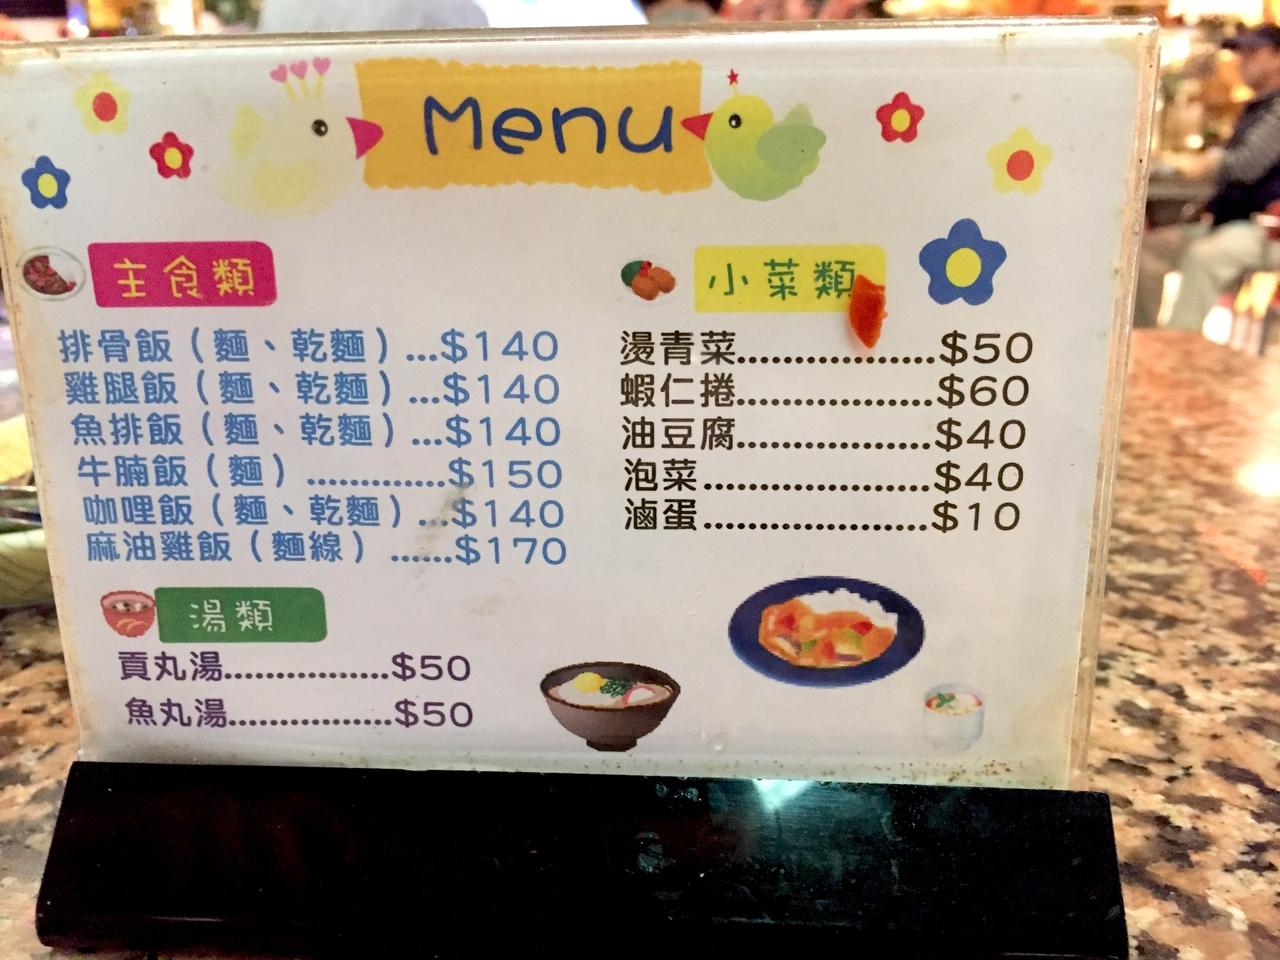 Menu
主食類
排骨飯（麵、乾麵）...$140
雞腿飯（麵、乾麵）...$140
魚排飯（麵、乾麵）...$140
牛腩飯（麵）..............$150
咖哩飯（麵、乾麵）...$140
麻油雞飯（麵線）......$170
湯類
貢丸湯................$50
魚丸湯................$50
小菜類
燙青菜....................$50
蝦仁捲....................$60
油豆腐....................$40
泡菜.......................$40
滷蛋.......................$10